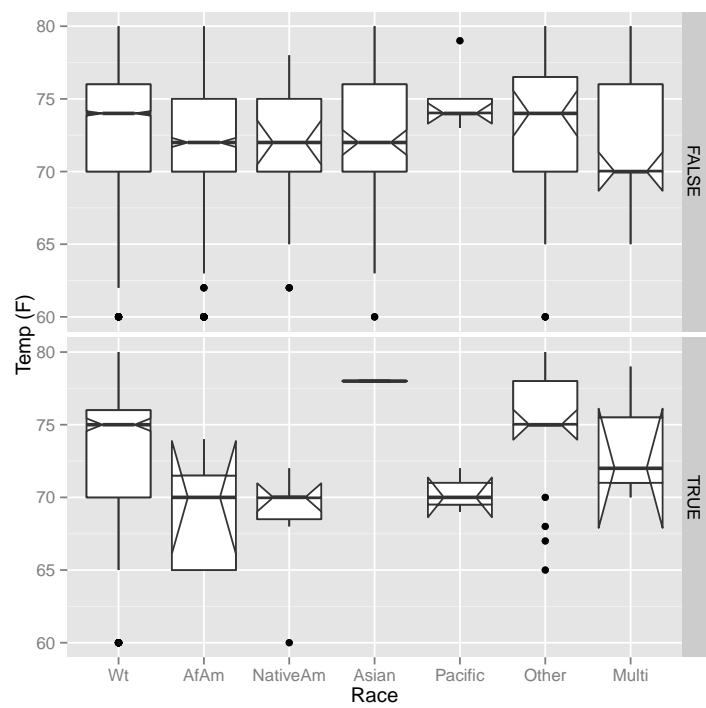 80
75
70
65
60
FALSE
80
75
70
65
60
TRUE
Temp (F)
Wt AfAm NativeAm Asian Pacific Other Multi
Race